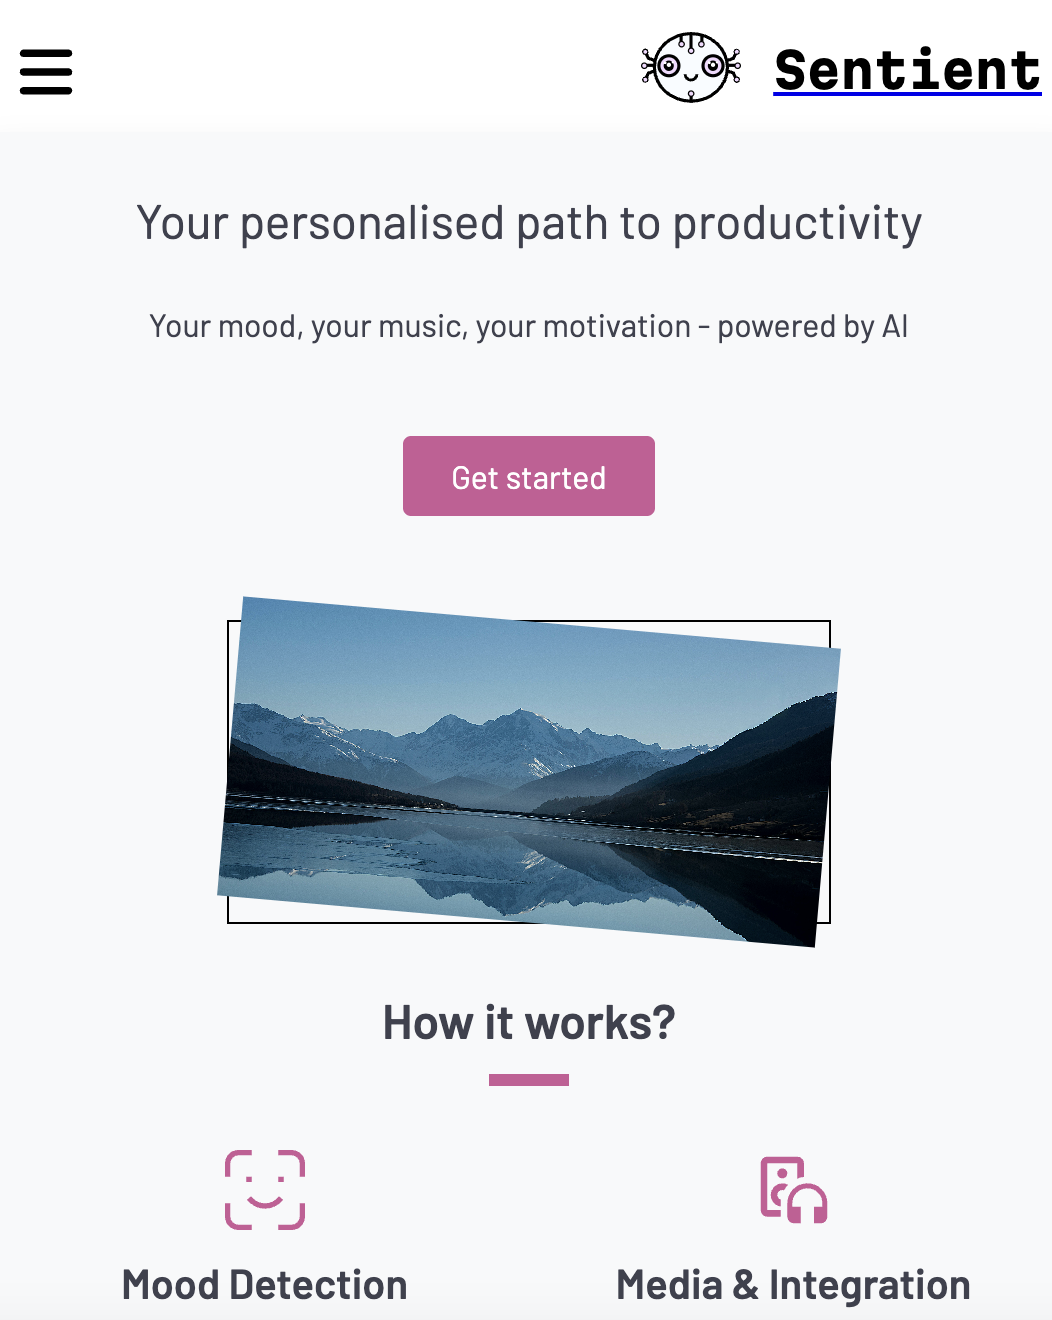 Sentient
Your personalised path to productivity
Your mood, your music, your motivation - powered by AI
Get started
How it works?
Mood Detection
Media & Integration